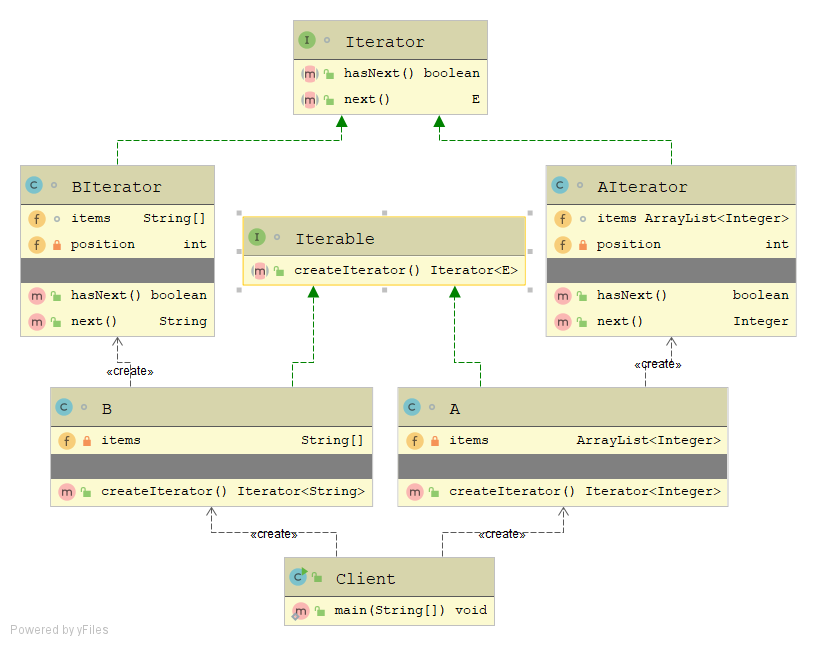 Iterator
hasNext() boolean
next() E
BIterator
items String[]
position int
hasNext() boolean
next() String
Iterable
createIterator() Iterator<E>
AIterator
items ArrayList<Integer>
position int
hasNext() boolean
next() Integer
«create»
«create»
B
items String[]
createIterator() Iterator<String>
A
items ArrayList<Integer>
createIterator() Iterator<Integer>
«create»
«create»
Client
main(String[]) void
Powered by yFiles